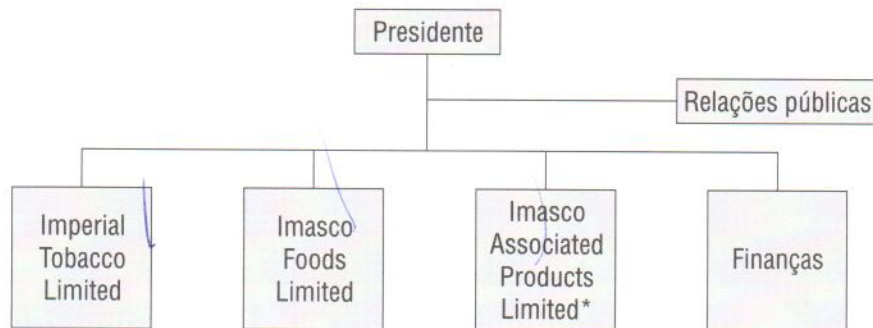 Presidente
Relações públicas
Imperial
Tobacco
Limited
Imasco
Foods
Limited
Imasco
Associated
Products
Limited*
Finanças